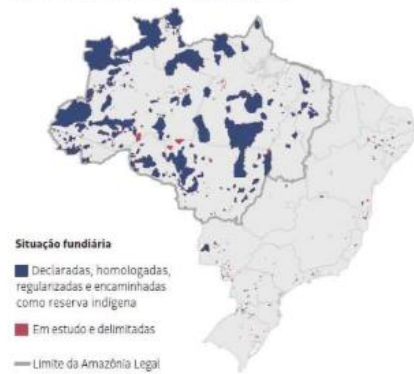 Situação fundiária
Declaradas, homologadas,
regularizadas e encaminhadas
como reserva indígena
Em estudo e delimitadas
Limite da Amazônia Legal